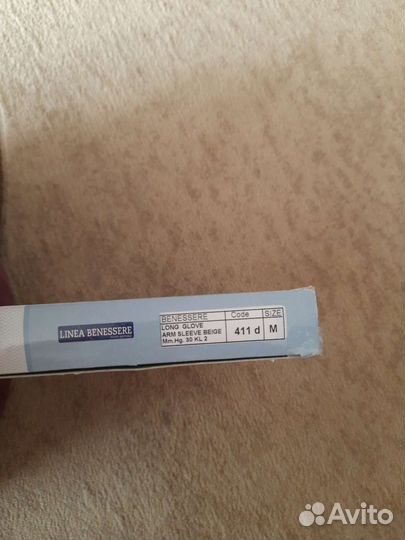 LINEA BENESSERE
BENESSERE Code SIZE
LONG GLOVE
ARM SLEEVE BEIGE 411 d M
Mm.Hg. 30 KL 2
Avito